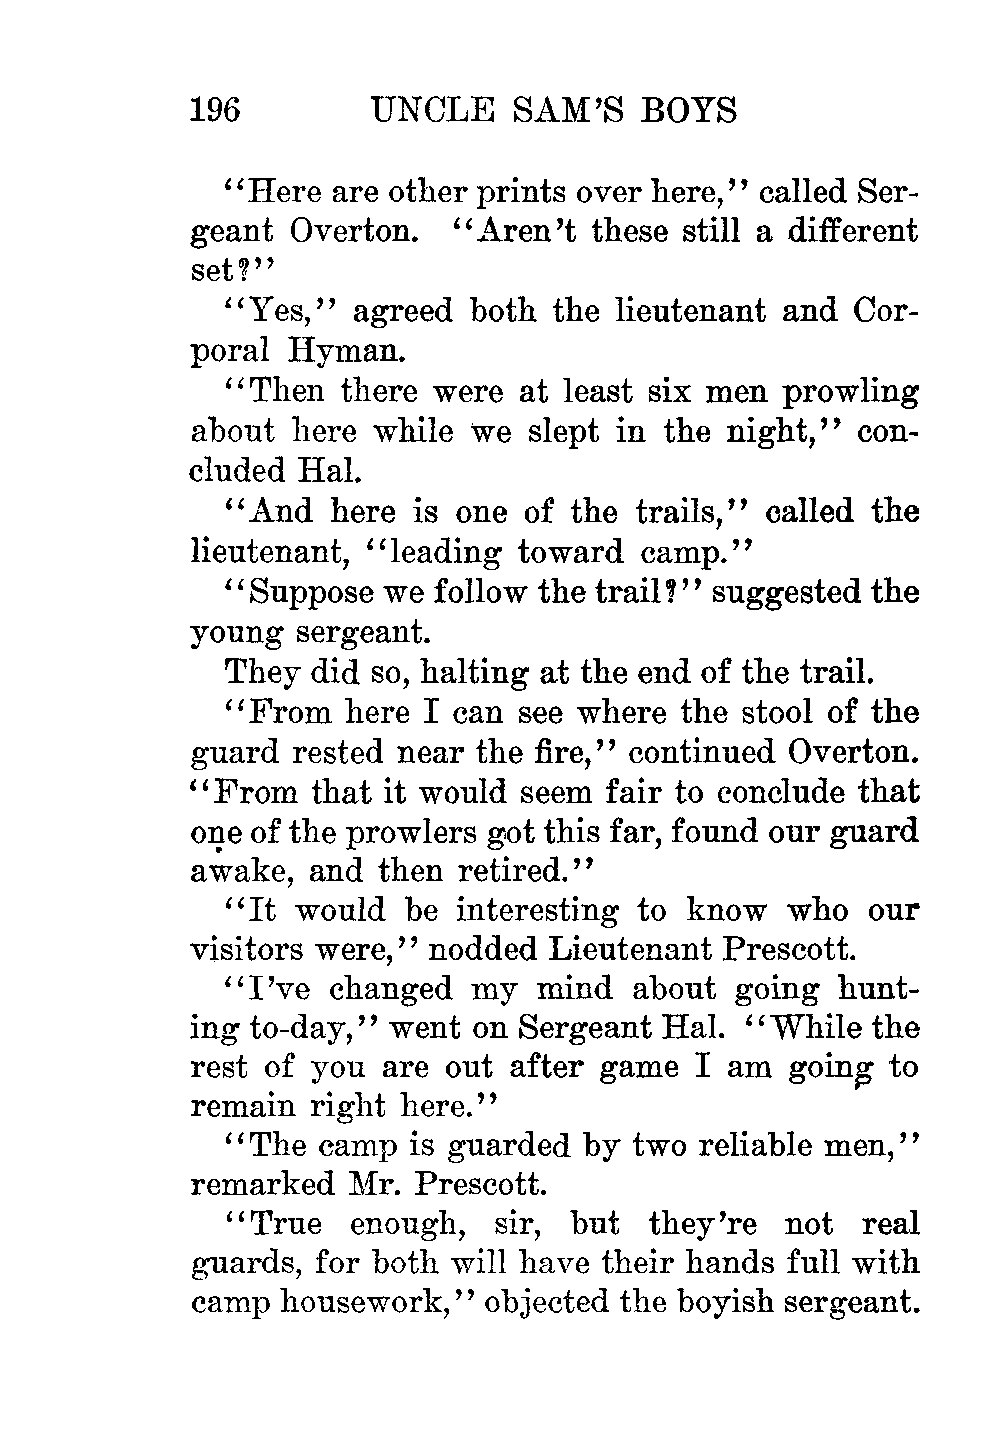 196 UNCLE SAM'S BOYS
"Here are other prints over here," called Ser-
geant Overton. "Aren't these still a different
set?"
"Yes," agreed both the lieutenant and Cor-
poral Hyman.
"Then there were at least six men prowling
about here while we slept in the night," con-
cluded Hal.
"And here is one of the trails," called the
lieutenant, "leading toward camp."
"Suppose we follow the trail?" suggested the
young sergeant.
They did so, halting at the end of the trail.
"From here I can see where the stool of the
guard rested near the fire," continued Overton.
"From that it would seem fair to conclude that
one of the prowlers got this far, found our guard
awake, and then retired."
"It would be interesting to know who our
visitors were," nodded Lieutenant Prescott.
"I've changed my mind about going hunt-
ing to-day," went on Sergeant Hal. "While the
rest of you are out after game I am going to
remain right here."
"The camp is guarded by two reliable men,"
remarked Mr. Prescott.
"True enough, sir, but they're not real
guards, for both will have their hands full with
camp housework," objected the boyish sergeant.